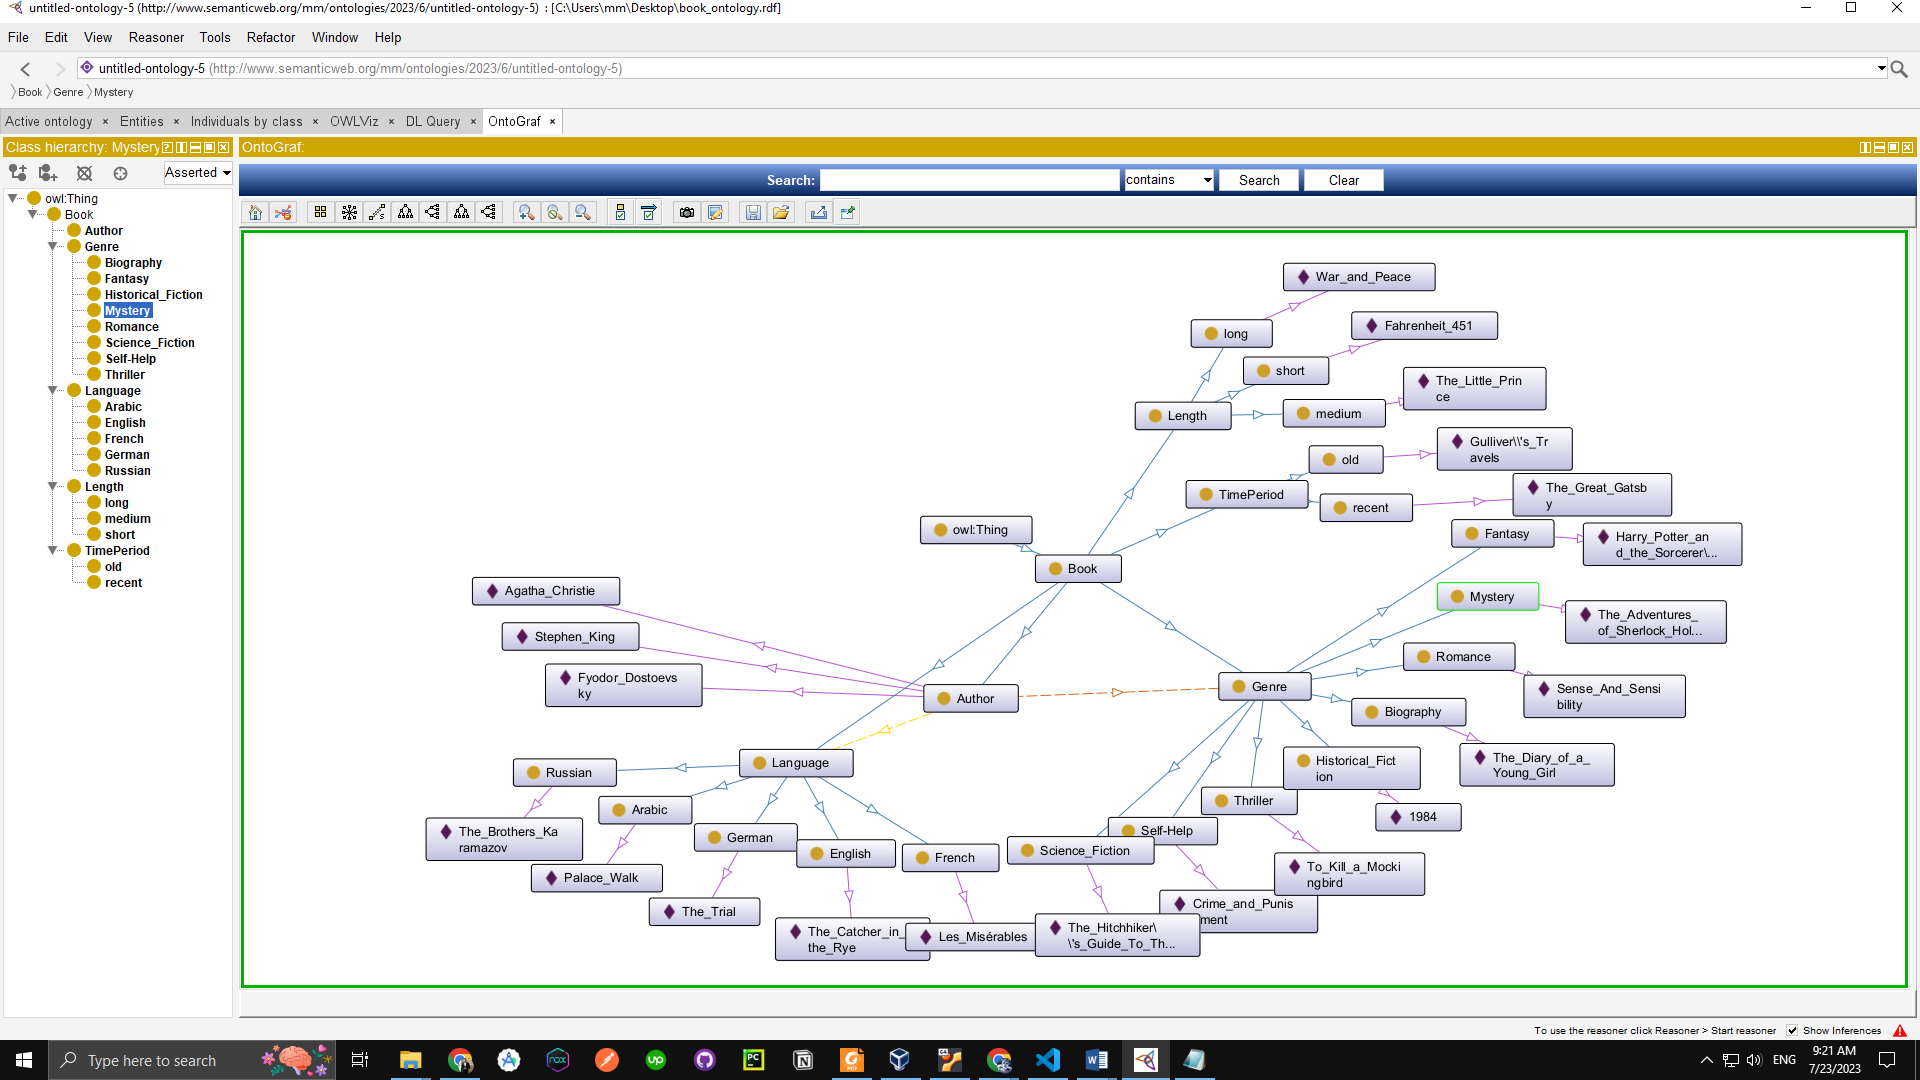 untitled-ontology-5 (http://www.semanticweb.org/mm/ontologies/2023/6/untitled-ontology-5) : [C:\Users\mm\Desktop\book_ontology.rdf]
File Edit View Reasoner Tools Refactor Window Help
untitled-ontology-5 (http://www.semanticweb.org/mm/ontologies/2023/6/untitled-ontology-5)
Book Genre Mystery
Active ontology × Entities × Individuals by class × OWLViz × DL Query × OntoGraf ×
Class hierarchy: Mystery
Asserted
owl:Thing
Book
Author
Genre
Biography
Fantasy
Historical_Fiction
Mystery
Romance
Science_Fiction
Self-Help
Thriller
Language
Arabic
English
French
German
Russian
Length
long
medium
short
TimePeriod
old
recent
OntoGraf:
Search: contains Search Clear
War_and_Peace
long
Fahrenheit_451
short
The_Little_Prin
ce
medium
Length
Gulliver\\'s_Tr
avels
old
TimePeriod
The_Great_Gatsb
y
recent
owl:Thing
Fantasy
Harry_Potter_an
d_the_Sorcerer\...
Book
Agatha_Christie
Mystery
The_Adventures_
of_Sherlock_Hol...
Stephen_King
Romance
Fyodor_Dostoevs
ky
Author
Genre
Sense_And_Sensi
bility
Biography
Language
The_Diary_of_a_
Young_Girl
Historical_Fict
ion
Russian
Thriller
Arabic
1984
The_Brothers_Ka
ramazov
German
Self-Help
English
French
Science_Fiction
To_Kill_a_Mocki
ngbird
Palace_Walk
The_Trial
Crime_and_Punis
ment
The_Catcher_in_
the_Rye
Les_Misérables
The_Hitchhiker\
\'s_Guide_To_Th...
To use the reasoner click Reasoner > Start reasoner Show Inferences
Type here to search
ENG
9:21 AM
7/23/2023